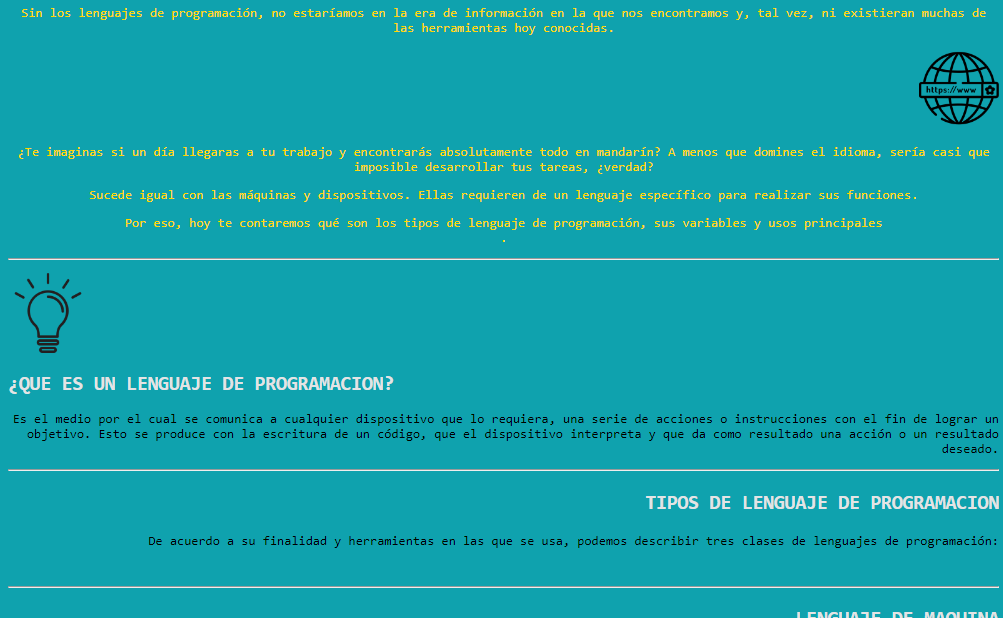 Sin los lenguajes de programación, no estaríamos en la era de información en la que nos encontramos y, tal vez, ni existieran muchas de
las herramientas hoy conocidas.
https://www
¿Te imaginas si un día llegaras a tu trabajo y encontrarás absolutamente todo en mandarín? A menos que domines el idioma, sería casi que
imposible desarrollar tus tareas, ¿verdad?
Sucede igual con las máquinas y dispositivos. Ellas requieren de un lenguaje específico para realizar sus funciones.
Por eso, hoy te contaremos qué son los tipos de lenguaje de programación, sus variables y usos principales
.
¿QUE ES UN LENGUAJE DE PROGRAMACION?
Es el medio por el cual se comunica a cualquier dispositivo que lo requiera, una serie de acciones o instrucciones con el fin de lograr un
objetivo. Esto se produce con la escritura de un código, que el dispositivo interpreta y que da como resultado una acción o un resultado
deseado.
TIPOS DE LENGUAJE DE PROGRAMACION
De acuerdo a su finalidad y herramientas en las que se usa, podemos describir tres clases de lenguajes de programación:
LENGUAJE DE MAQUINA